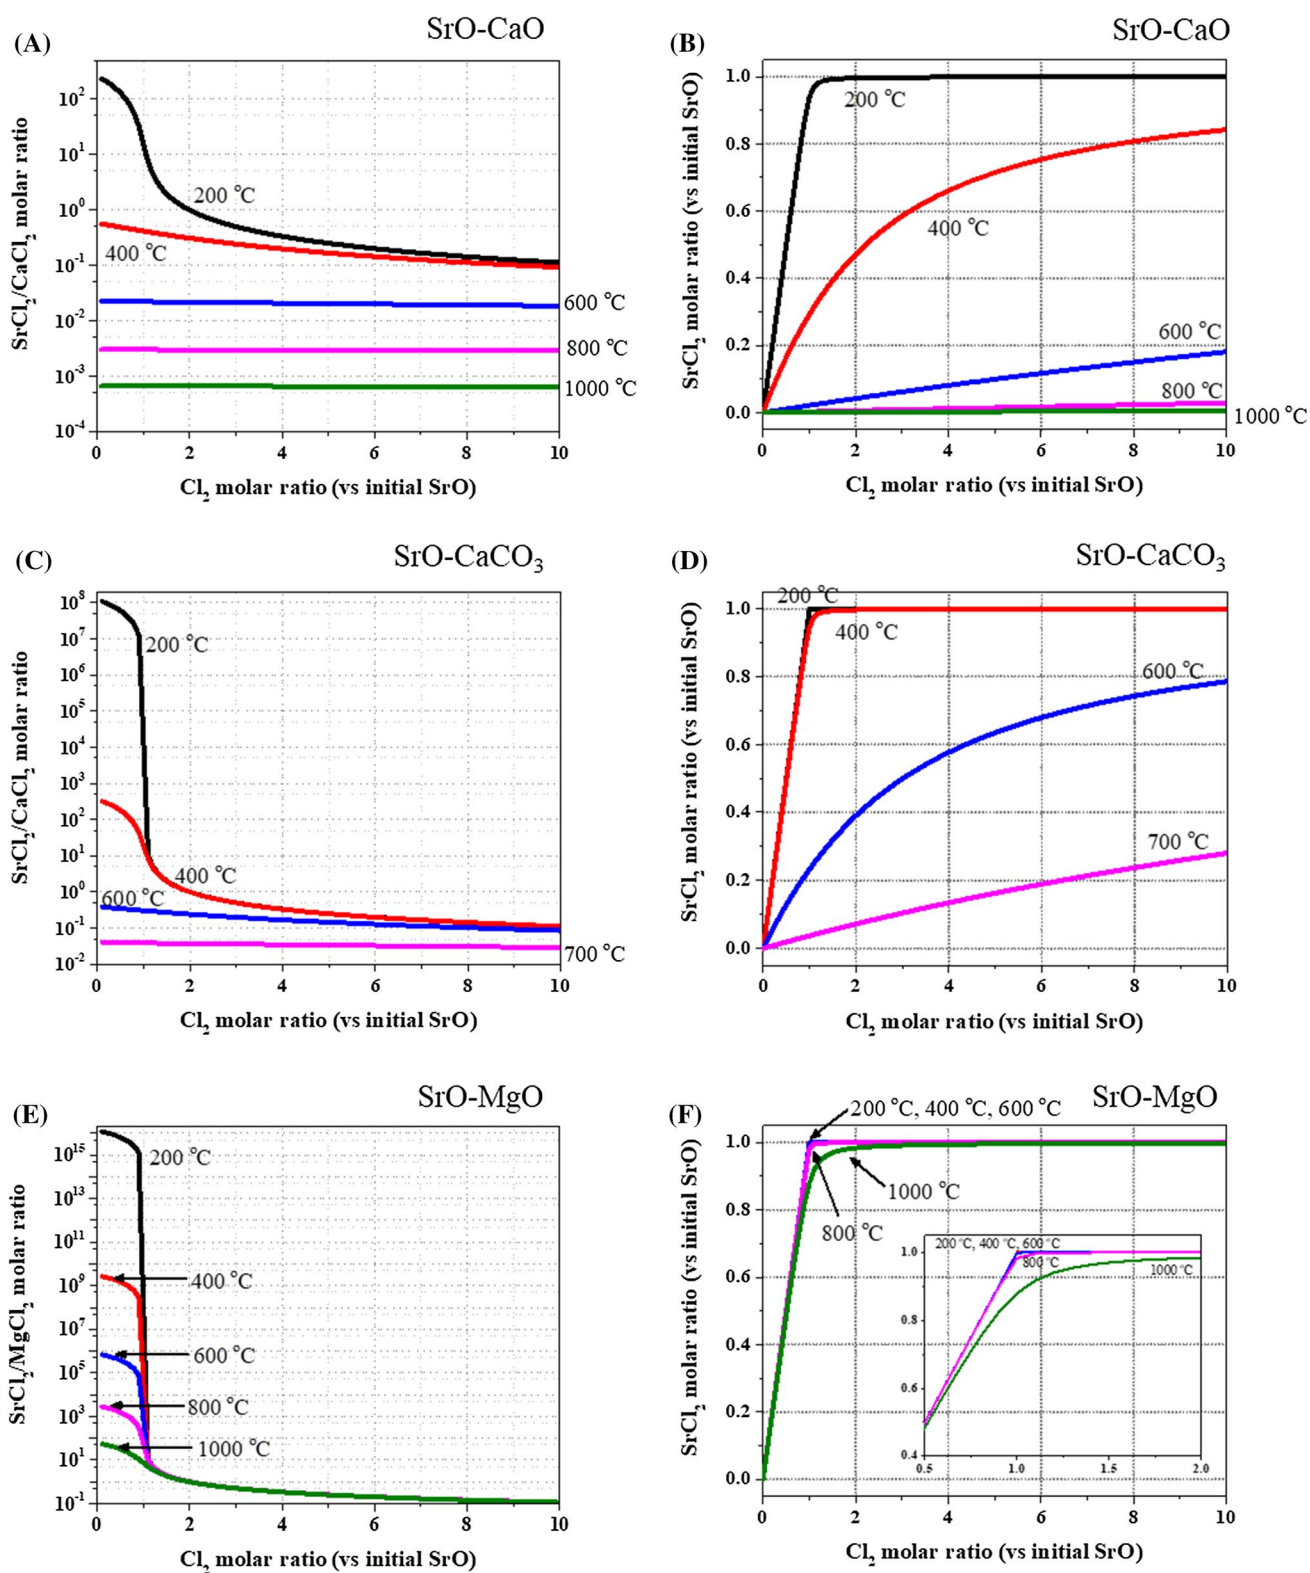 (A)
SrO-CaO
SrCl₂/CaCl₂ molar ratio
10²
10¹
10⁰
10⁻¹
10⁻²
10⁻³
10⁻⁴
200 °C
400 °C
600 °C
800 °C
1000 °C
0 2 4 6 8 10
Cl₂ molar ratio (vs initial SrO)
(B)
SrO-CaO
SrCl₂ molar ratio (vs initial SrO)
1.0
0.8
0.6
0.4
0.2
0.0
200 °C
400 °C
600 °C
800 °C
1000 °C
0 2 4 6 8 10
Cl₂ molar ratio (vs initial SrO)
(C)
SrO-CaCO₃
SrCl₂/CaCl₂ molar ratio
10⁸
10⁷
10⁶
10⁵
10⁴
10³
10²
10¹
10⁰
10⁻¹
10⁻²
200 °C
400 °C
600 °C
700 °C
0 2 4 6 8 10
Cl₂ molar ratio (vs initial SrO)
(D)
SrO-CaCO₃
SrCl₂ molar ratio (vs initial SrO)
1.0
0.8
0.6
0.4
0.2
0.0
200 °C
400 °C
600 °C
700 °C
0 2 4 6 8 10
Cl₂ molar ratio (vs initial SrO)
(E)
SrO-MgO
SrCl₂/MgCl₂ molar ratio
10¹⁵
10¹³
10¹¹
10⁹
10⁷
10⁵
10³
10¹
10⁻¹
200 °C
400 °C
600 °C
800 °C
1000 °C
0 2 4 6 8 10
Cl₂ molar ratio (vs initial SrO)
(F)
SrO-MgO
200 °C, 400 °C, 600 °C
SrCl₂ molar ratio (vs initial SrO)
1.0
0.8
0.6
0.4
0.2
0.0
1000 °C
800 °C
200 °C, 400 °C, 600 °C
800 °C
1000 °C
1.0
0.8
0.6
0.4
0.5 1.0 1.5 2.0
0 2 4 6 8 10
Cl₂ molar ratio (vs initial SrO)